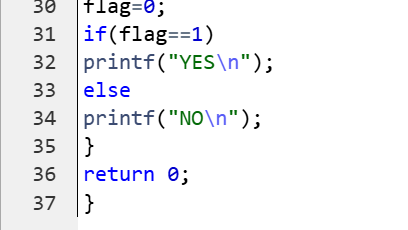 30 flag=0;
31 if(flag==1)
32 printf("YES\n");
33 else
34 printf("NO\n");
35 }
36 return 0;
37 }